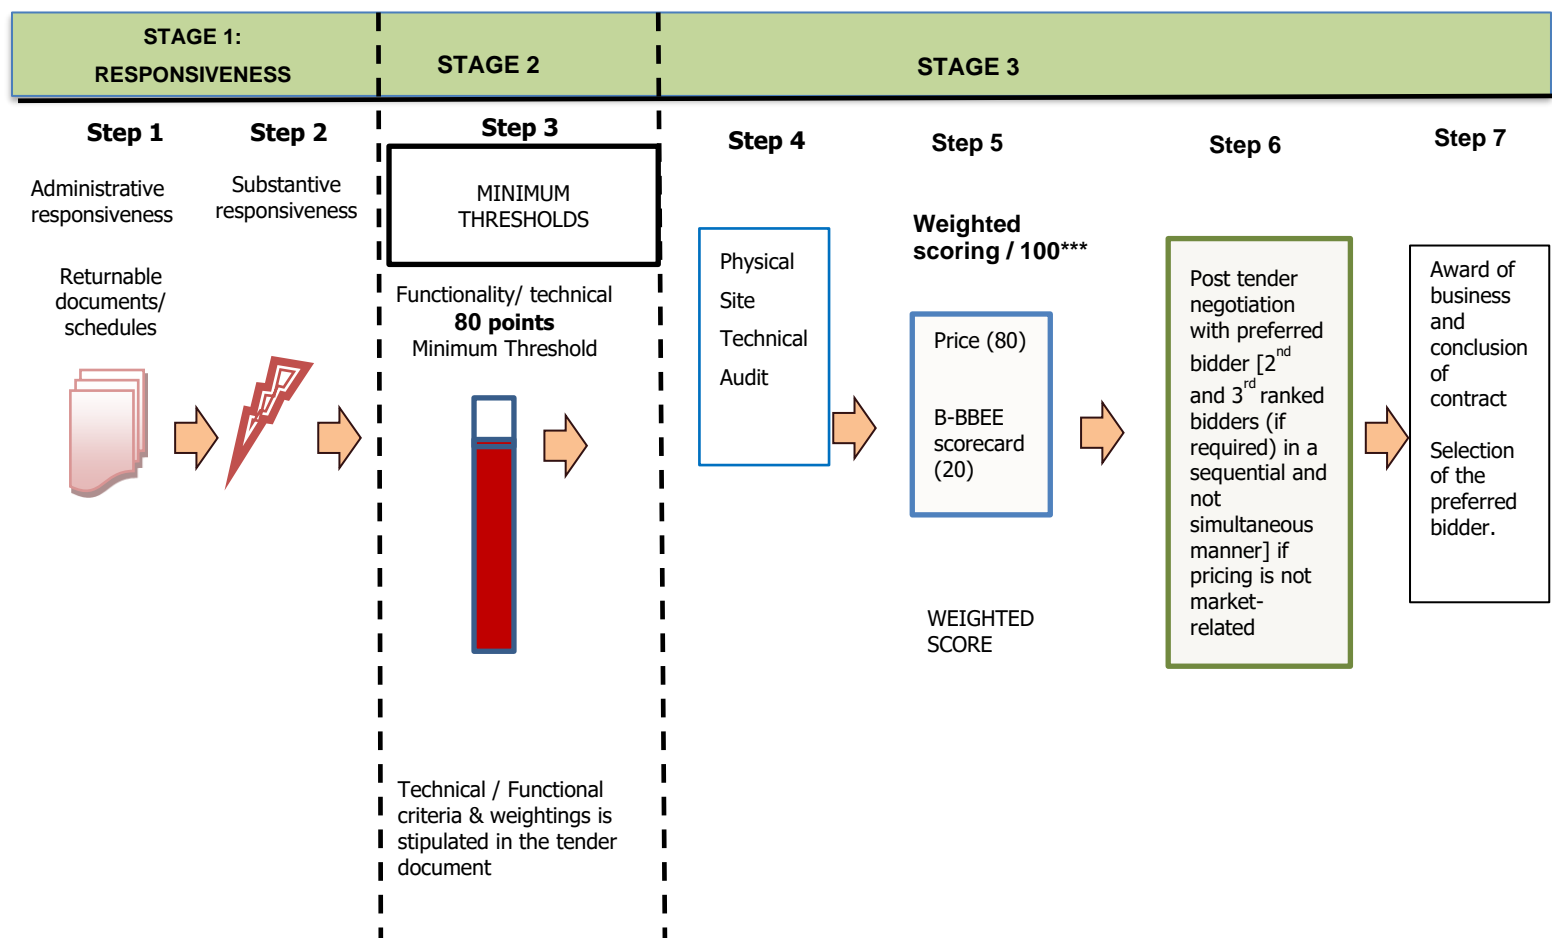 STAGE 1:
RESPONSIVENESS
STAGE 2
STAGE 3
Step 1
Administrative
responsiveness
Returnable
documents/
schedules
Step 2
Substantive
responsiveness
Step 3
MINIMUM
THRESHOLDS
Functionality/ technical
80 points
Minimum Threshold
Technical / Functional
criteria & weightings is
stipulated in the tender
document
Step 4
Physical
Site
Technical
Audit
Step 5
Weighted
scoring / 100***
Price (80)
B-BBEE
scorecard
(20)
WEIGHTED
SCORE
Step 6
Post tender
negotiation
with preferred
bidder [2nd
and 3rd ranked
bidders (if
required) in a
sequential and
not
simultaneous
manner] if
pricing is not
market-
related
Step 7
Award of
business
and
conclusion
of
contract
Selection
of the
preferred
bidder.